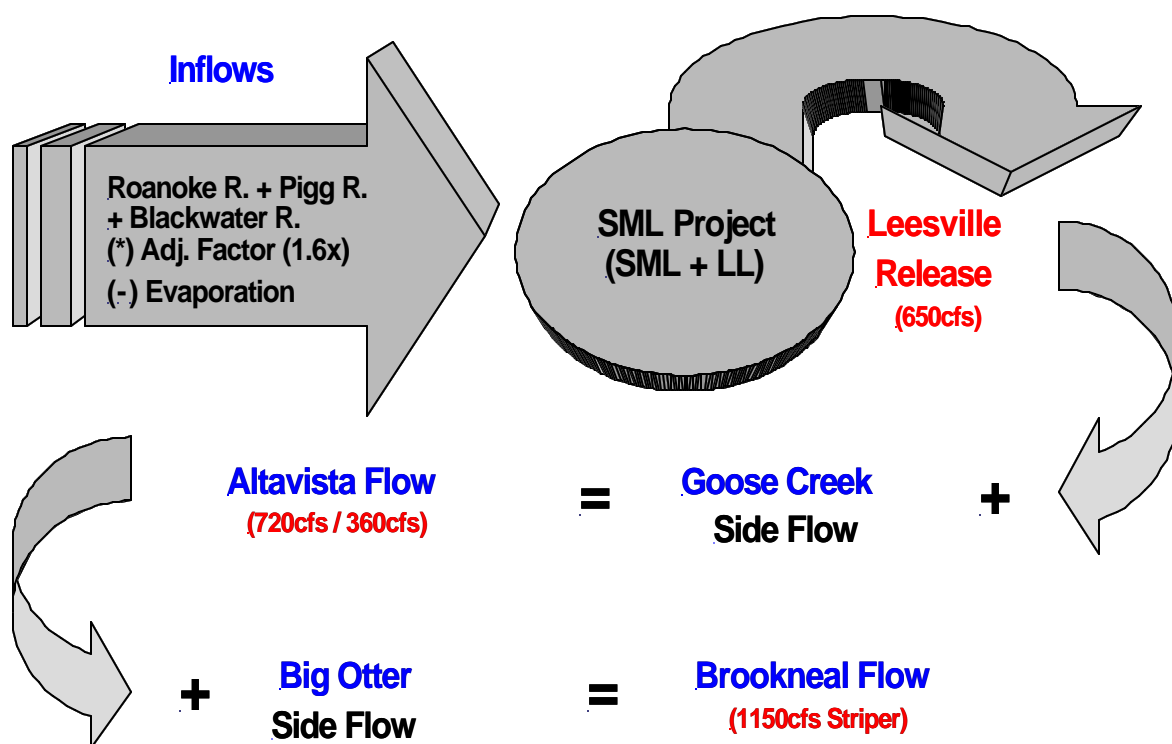 Inflows
Roanoke R. + Pigg R.
+ Blackwater R.
(*) Adj. Factor (1.6x)
(-) Evaporation
SML Project
(SML + LL)
Leesville
Release
(650cfs)
Altavista Flow
(720cfs / 360cfs)
=
Goose Creek
Side Flow
+
+
Big Otter
Side Flow
=
Brookneal Flow
(1150cfs Striper)